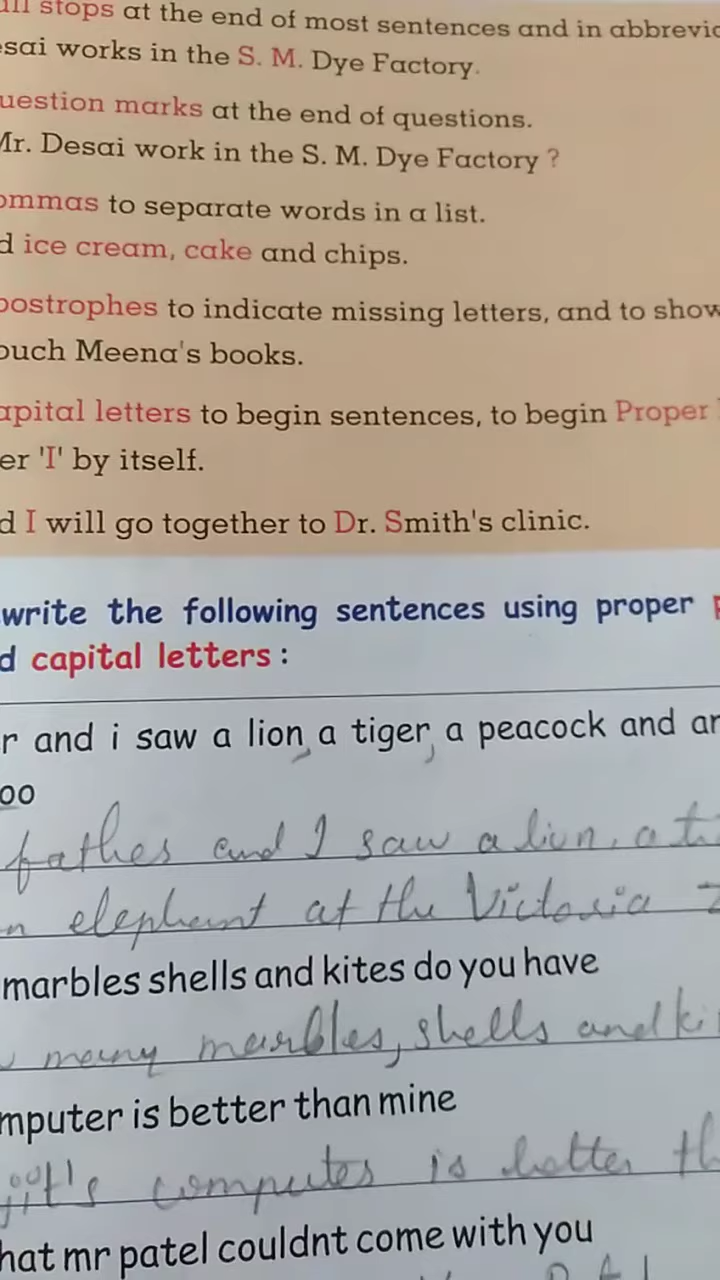 ull stops at the end of most sentences and in abbrevia
esai works in the S. M. Dye Factory.
uestion marks at the end of questions.
Mr. Desai work in the S. M. Dye Factory ?
ommas to separate words in a list.
d ice cream, cake and chips.
postrophes to indicate missing letters, and to show
ouch Meena's books.
apital letters to begin sentences, to begin Proper
er 'I' by itself.
d I will go together to Dr. Smith's clinic.
write the following sentences using proper p
d capital letters :
r and i saw a lion, a tiger, a peacock and an
oo
father and I saw a lion, a ti
n elephant at the Victoria Z
marbles shells and kites do you have
w many marbles, shells and ki
mputer is better than mine
jit's computer is better th
hat mr patel couldnt come with you